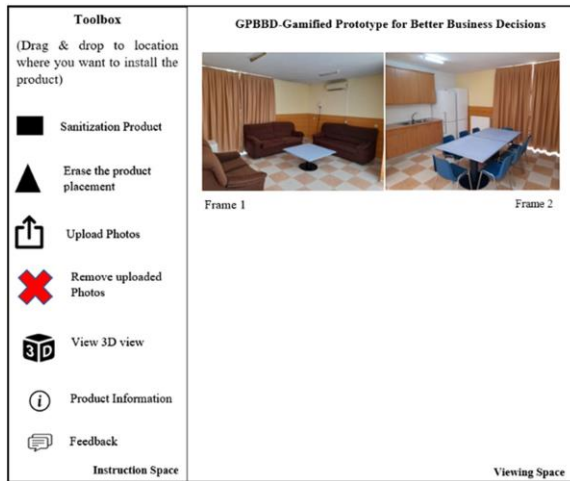 Toolbox
(Drag & drop to location
where you want to install the
product)
Sanitization Product
Erase the product
placement
Upload Photos
Remove uploaded
Photos
3D
View 3D view
i
Product Information
Feedback
Instruction Space
GPBBD-Gamified Prototype for Better Business Decisions
Frame 1
Frame 2
Viewing Space